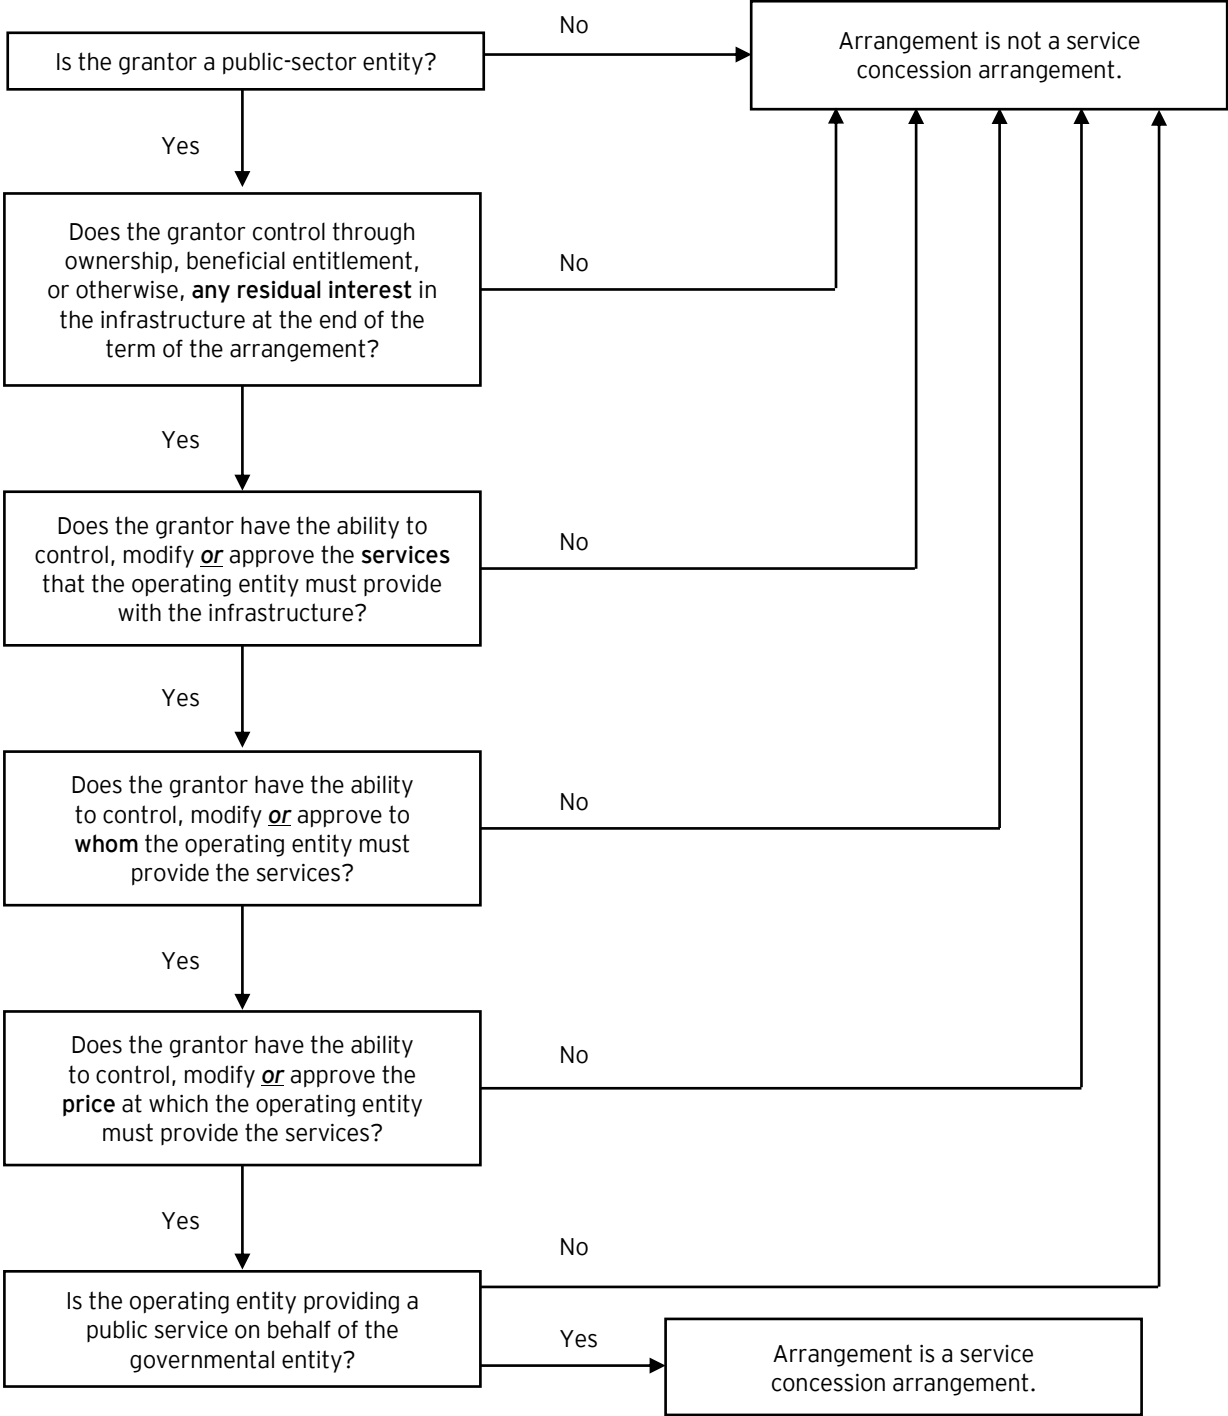 Is the grantor a public-sector entity?
No
Arrangement is not a service
concession arrangement.
Yes
Does the grantor control through
ownership, beneficial entitlement,
or otherwise, any residual interest in
the infrastructure at the end of the
term of the arrangement?
No
Yes
Does the grantor have the ability to
control, modify or approve the services
that the operating entity must provide
with the infrastructure?
No
Yes
Does the grantor have the ability
to control, modify or approve to
whom the operating entity must
provide the services?
No
Yes
Does the grantor have the ability
to control, modify or approve the
price at which the operating entity
must provide the services?
No
Yes
Is the operating entity providing a
public service on behalf of the
governmental entity?
No
Yes
Arrangement is a service
concession arrangement.